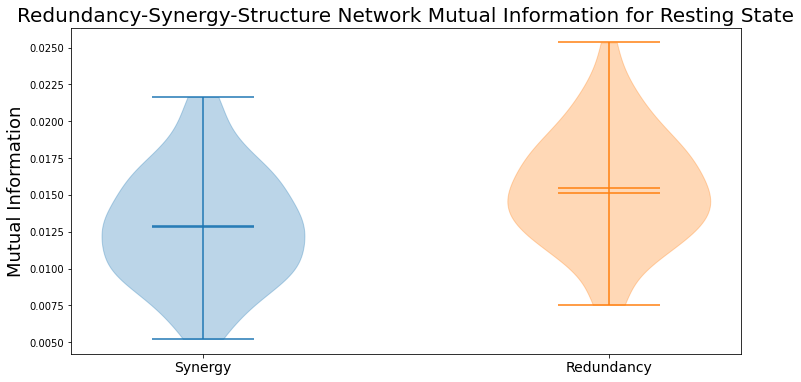 Redundancy-Synergy-Structure Network Mutual Information for Resting State
Mutual Information
0.0250
0.0225
0.0200
0.0175
0.0150
0.0125
0.0100
0.0075
0.0050
Synergy
Redundancy